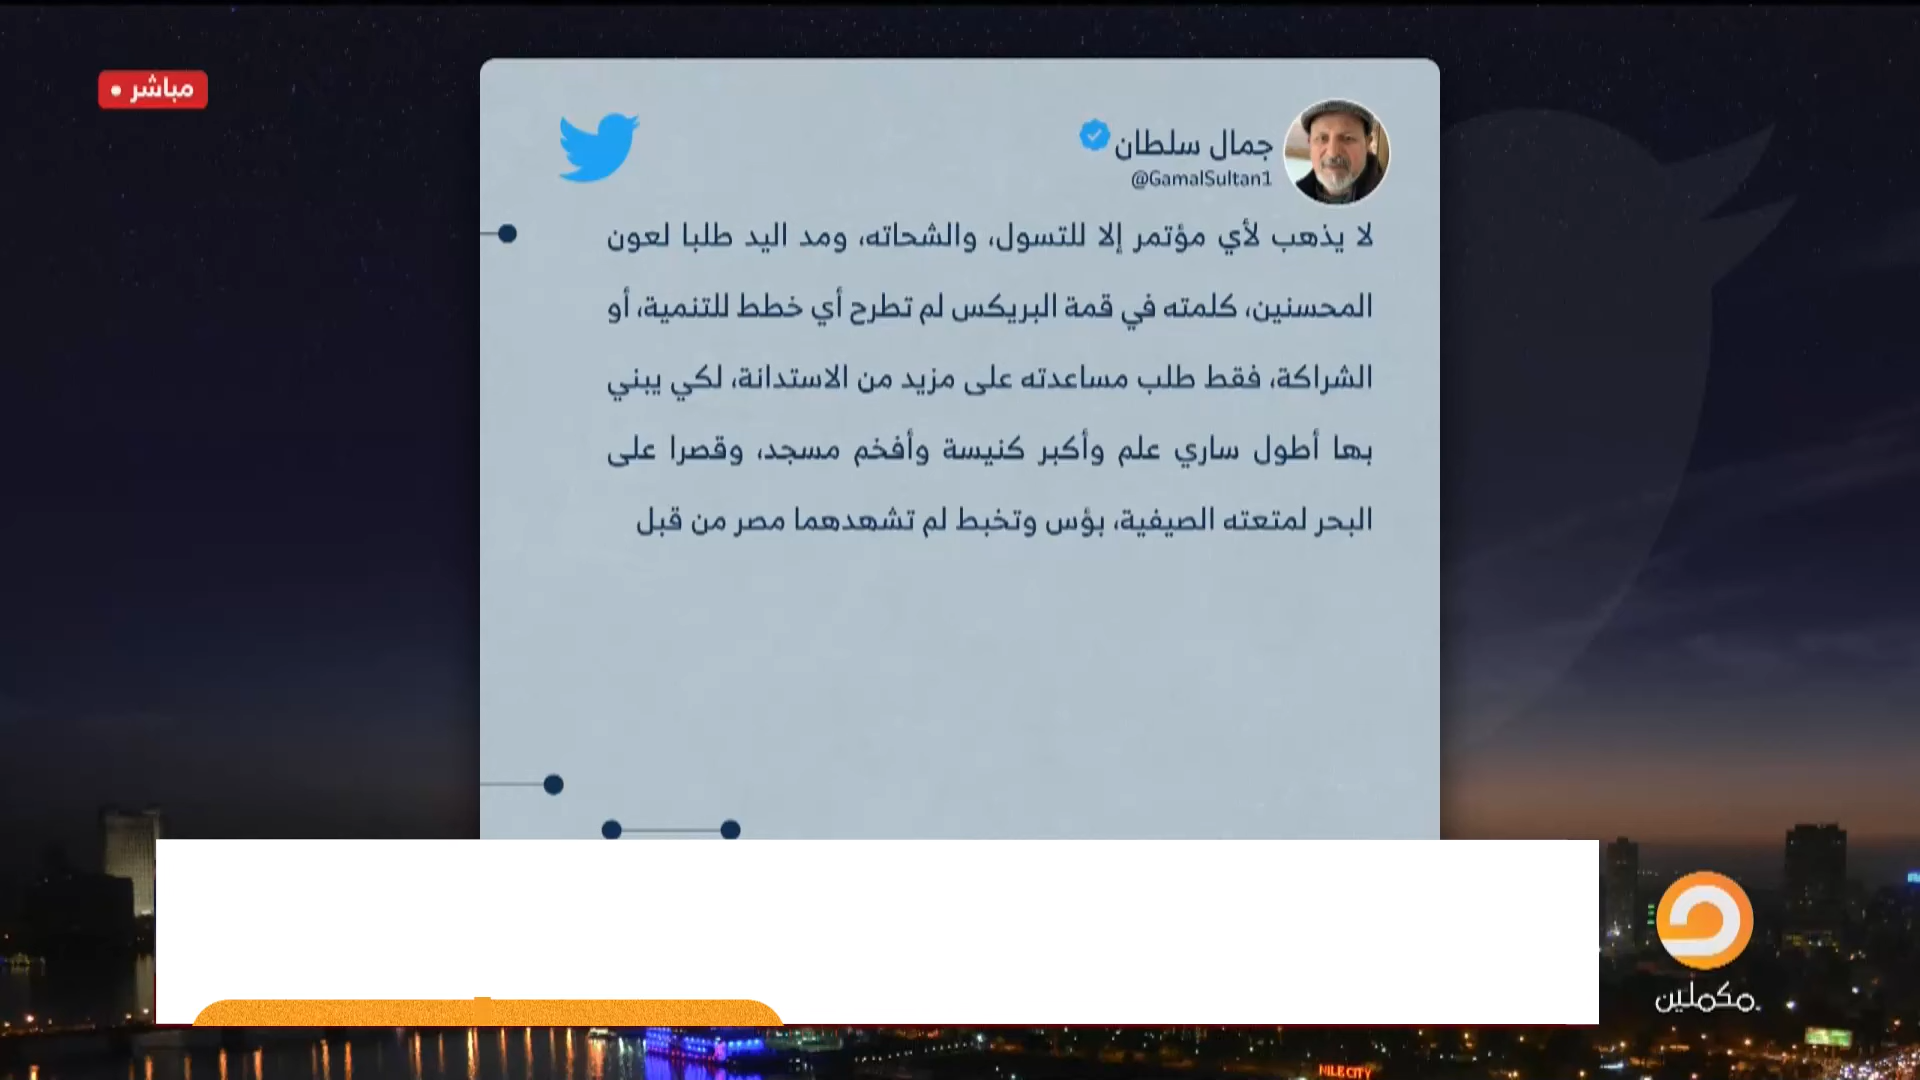 مباشر
جمال سلطان
@GamalSultan1
لا يذهب لأي مؤتمر إلا للتسول، والشحاته، ومد اليد طلبا لعون
المحسنين، كلمته في قمة البريكس لم تطرح أي خطط للتنمية، أو
الشراكة، فقط طلب مساعدته على مزيد من الاستدانة، لكي يبني
بها أطول ساري علم وأكبر كنيسة وأفخم مسجد، وقصرا على
البحر لمتعته الصيفية، بؤس وتخبط لم تشهدهما مصر من قبل
مكملين
NILE CITY